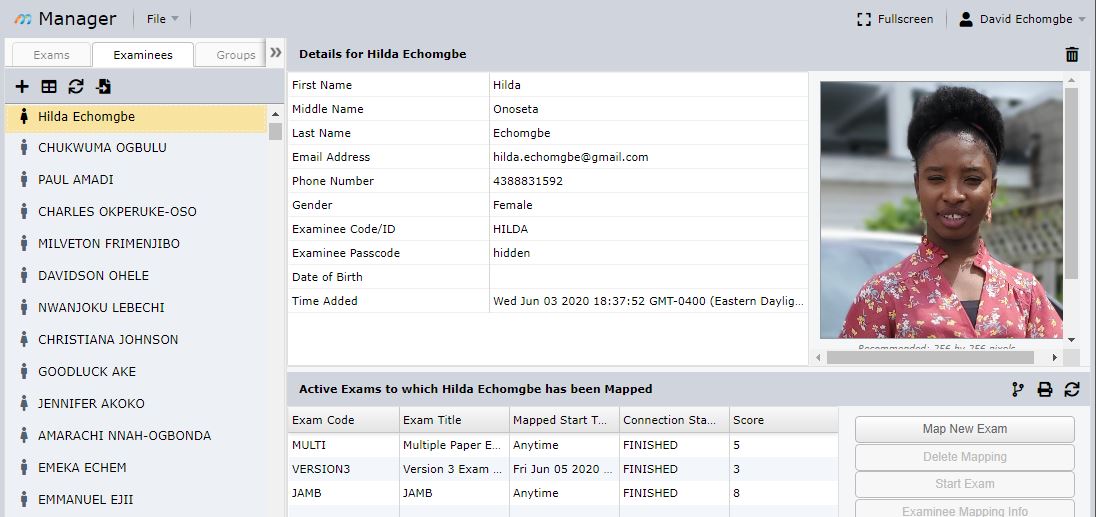 Manager File Fullscreen David Echomgbe
Exams Examinees Groups »
Hilda Echomgbe
CHUKWUMA OGBULU
PAUL AMADI
CHARLES OKPERUKE-OSO
MILVETON FRIMENJIBO
DAVIDSON OHELE
NWANJOKU LEBECHI
CHRISTIANA JOHNSON
GOODLUCK AKE
JENNIFER AKOKO
AMARACHI NNAH-OGBONDA
EMEKA ECHEM
EMMANUEL EJII
Details for Hilda Echomgbe
First Name Hilda
Middle Name Onoseta
Last Name Echomgbe
Email Address hilda.echomgbe@gmail.com
Phone Number 4388831592
Gender Female
Examinee Code/ID HILDA
Examinee Passcode hidden
Date of Birth
Time Added Wed Jun 03 2020 18:37:52 GMT-0400 (Eastern Daylig...
Recommended: 256 by 256 pixels
Active Exams to which Hilda Echomgbe has been Mapped
Exam Code Exam Title Mapped Start T... Connection Sta... Score
MULTI Multiple Paper E... Anytime FINISHED 5
VERSION3 Version 3 Exam ... Fri Jun 05 2020 ... FINISHED 3
JAMB JAMB Anytime FINISHED 8
Map New Exam
Delete Mapping
Start Exam
Examinee Mapping Info